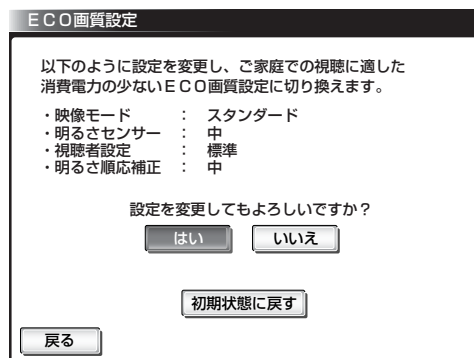 ECO画質設定
以下のように設定を変更し、ご家庭での視聴に適した
消費電力の少ないECO画質設定に切り換えます。
・映像モード ： スタンダード
・明るさセンサー ： 中
・視聴者設定 ： 標準
・明るさ順応補正 ： 中
設定を変更してもよろしいですか？
はい いいえ
初期状態に戻す
戻る